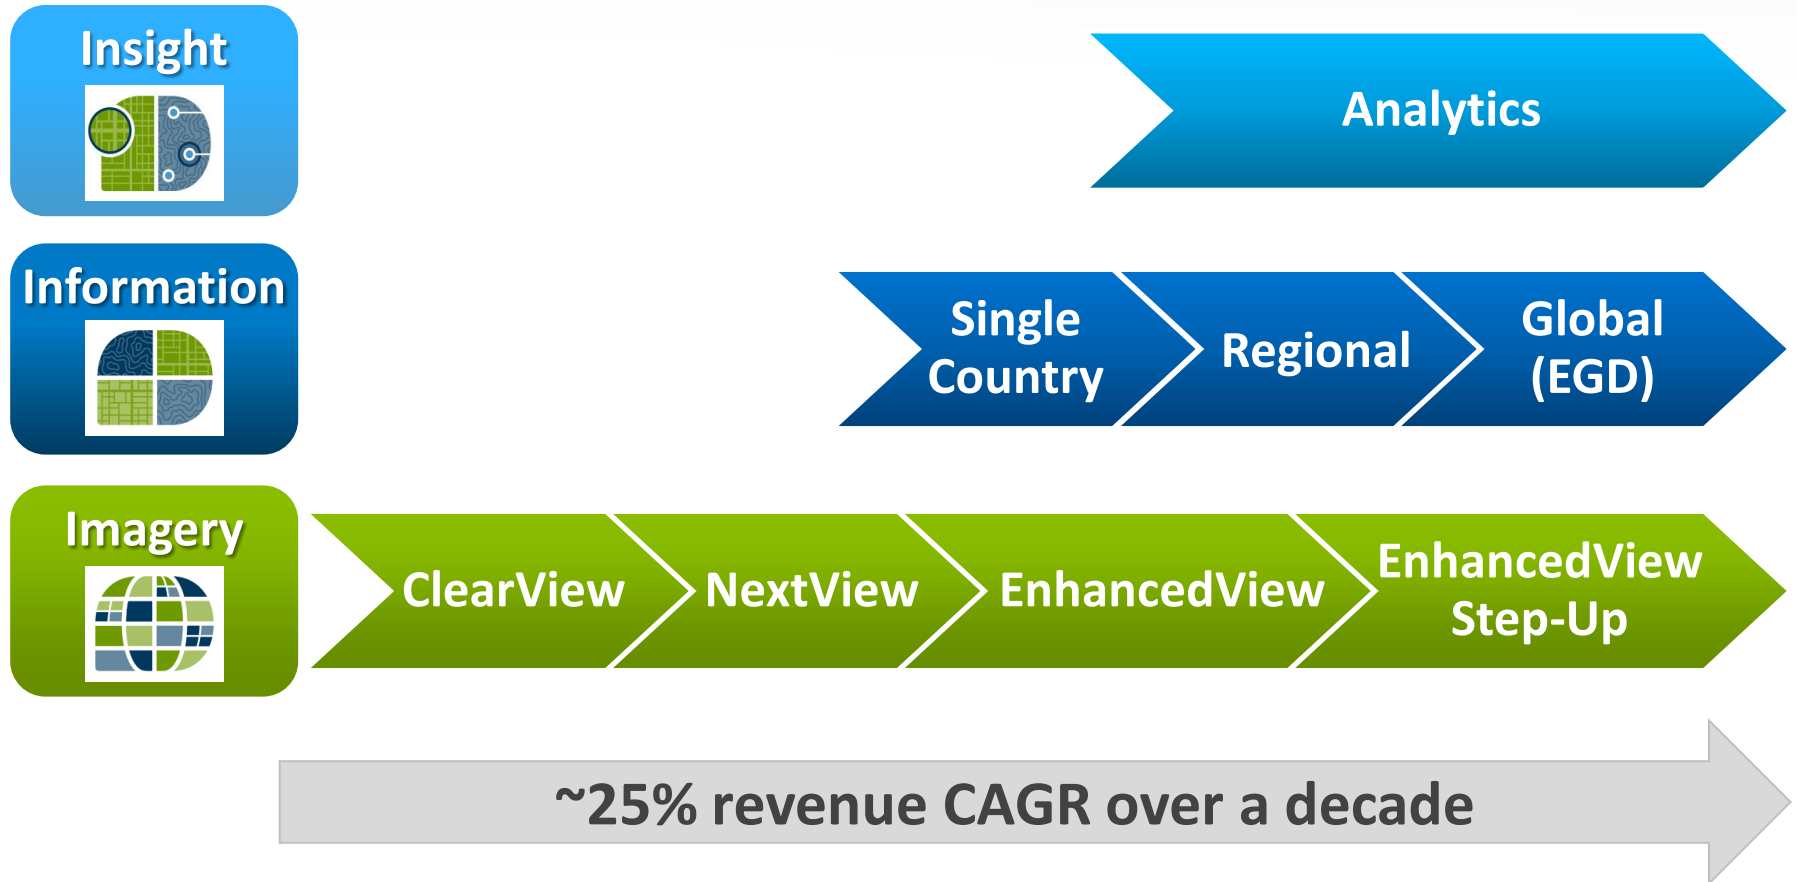 Insight
Analytics
Information
Single
Country
Regional
Global
(EGD)
Imagery
ClearView
NextView
EnhancedView
EnhancedView
Step-Up
~25% revenue CAGR over a decade